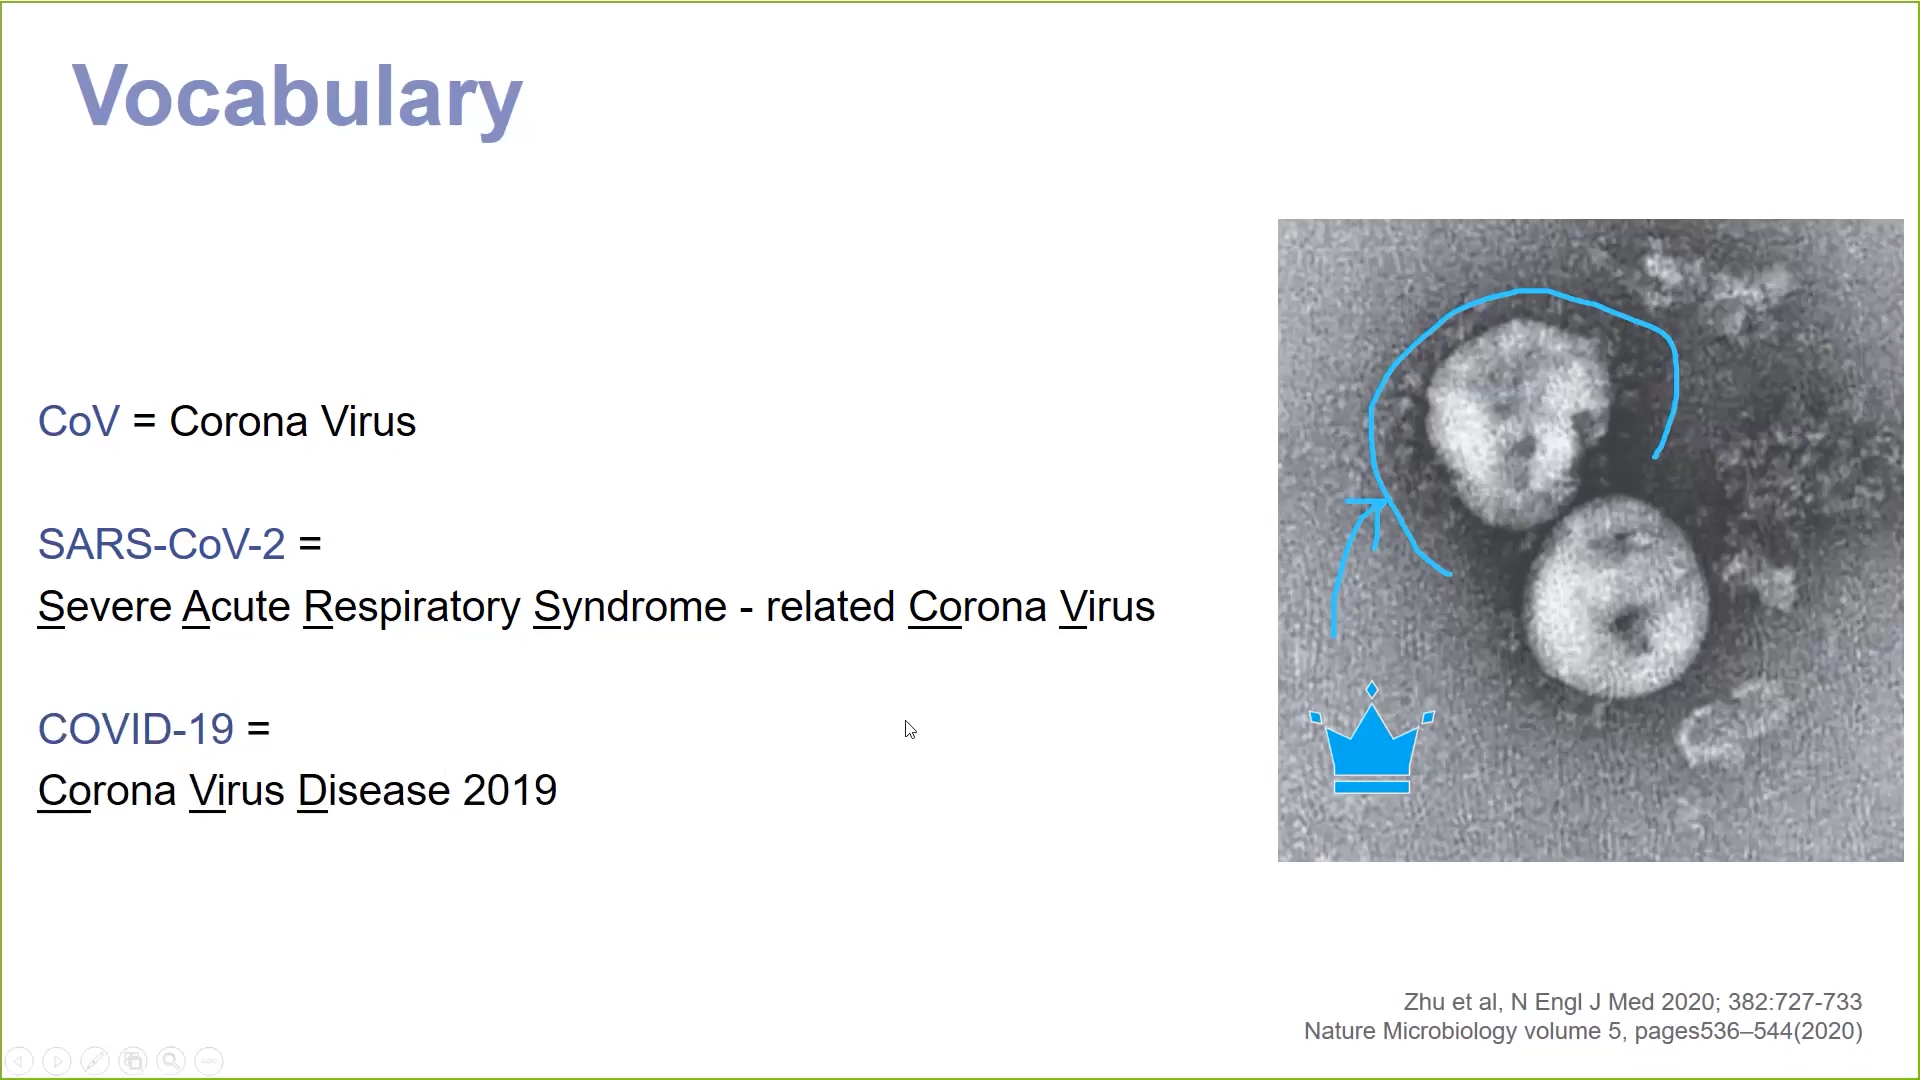 Vocabulary
CoV = Corona Virus
SARS-CoV-2 =
Severe Acute Respiratory Syndrome - related Corona Virus
COVID-19 =
Corona Virus Disease 2019
Zhu et al, N Engl J Med 2020; 382:727-733
Nature Microbiology volume 5, pages536–544(2020)